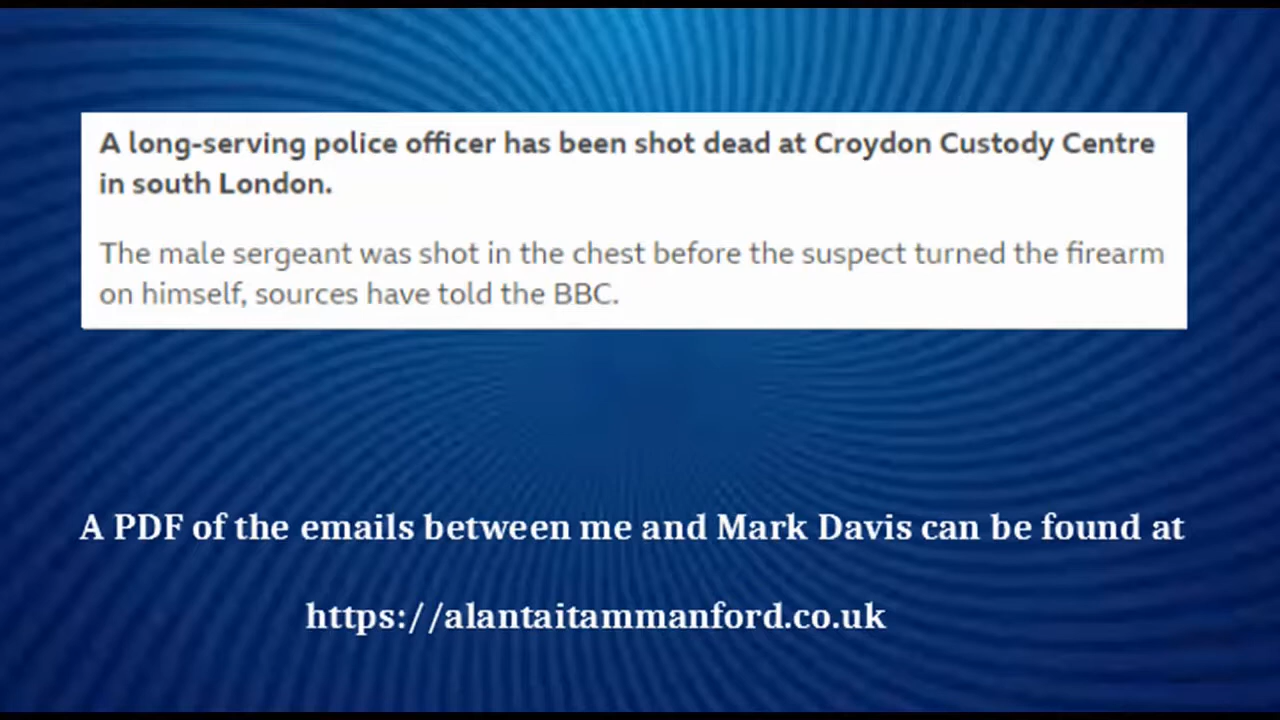 A long-serving police officer has been shot dead at Croydon Custody Centre
in south London.
The male sergeant was shot in the chest before the suspect turned the firearm
on himself, sources have told the BBC.
A PDF of the emails between me and Mark Davis can be found at
https://alantaitammanford.co.uk